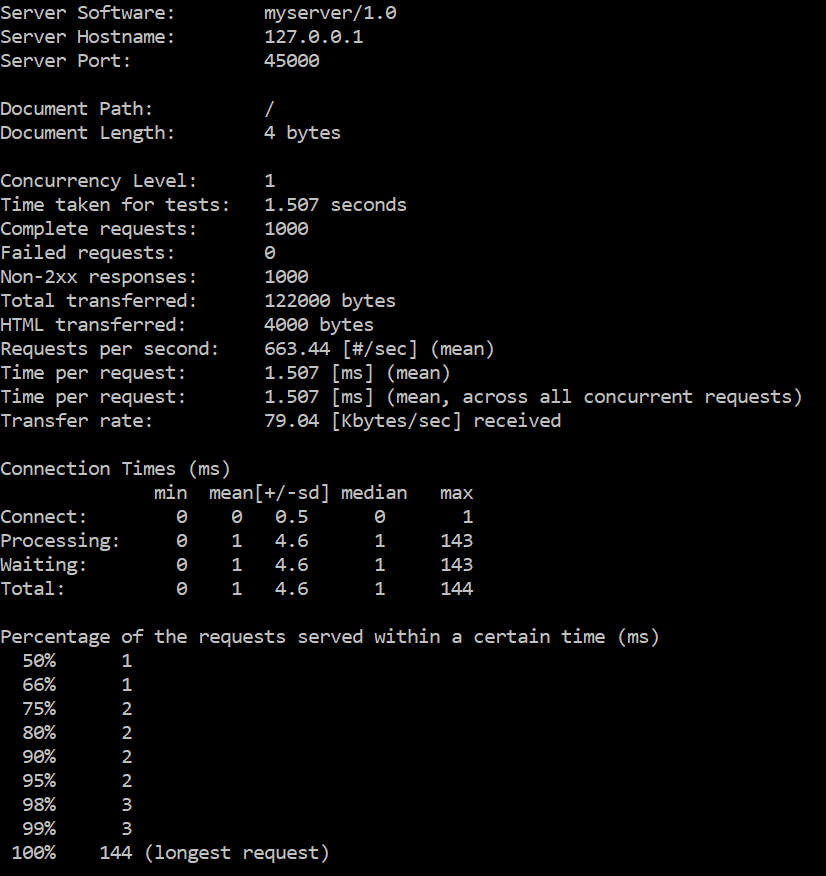 Server Software:        myserver/1.0
Server Hostname:        127.0.0.1
Server Port:            45000

Document Path:          /
Document Length:        4 bytes

Concurrency Level:      1
Time taken for tests:   1.507 seconds
Complete requests:      1000
Failed requests:        0
Non-2xx responses:      1000
Total transferred:      122000 bytes
HTML transferred:       4000 bytes
Requests per second:    663.44 [#/sec] (mean)
Time per request:       1.507 [ms] (mean)
Time per request:       1.507 [ms] (mean, across all concurrent requests)
Transfer rate:          79.04 [Kbytes/sec] received

Connection Times (ms)
              min  mean[+/-sd] median   max
Connect:        0    0   0.5      0       1
Processing:     0    1   4.6      1     143
Waiting:        0    1   4.6      1     143
Total:          0    1   4.6      1     144

Percentage of the requests served within a certain time (ms)
  50%      1
  66%      1
  75%      2
  80%      2
  90%      2
  95%      2
  98%      3
  99%      3
 100%    144 (longest request)